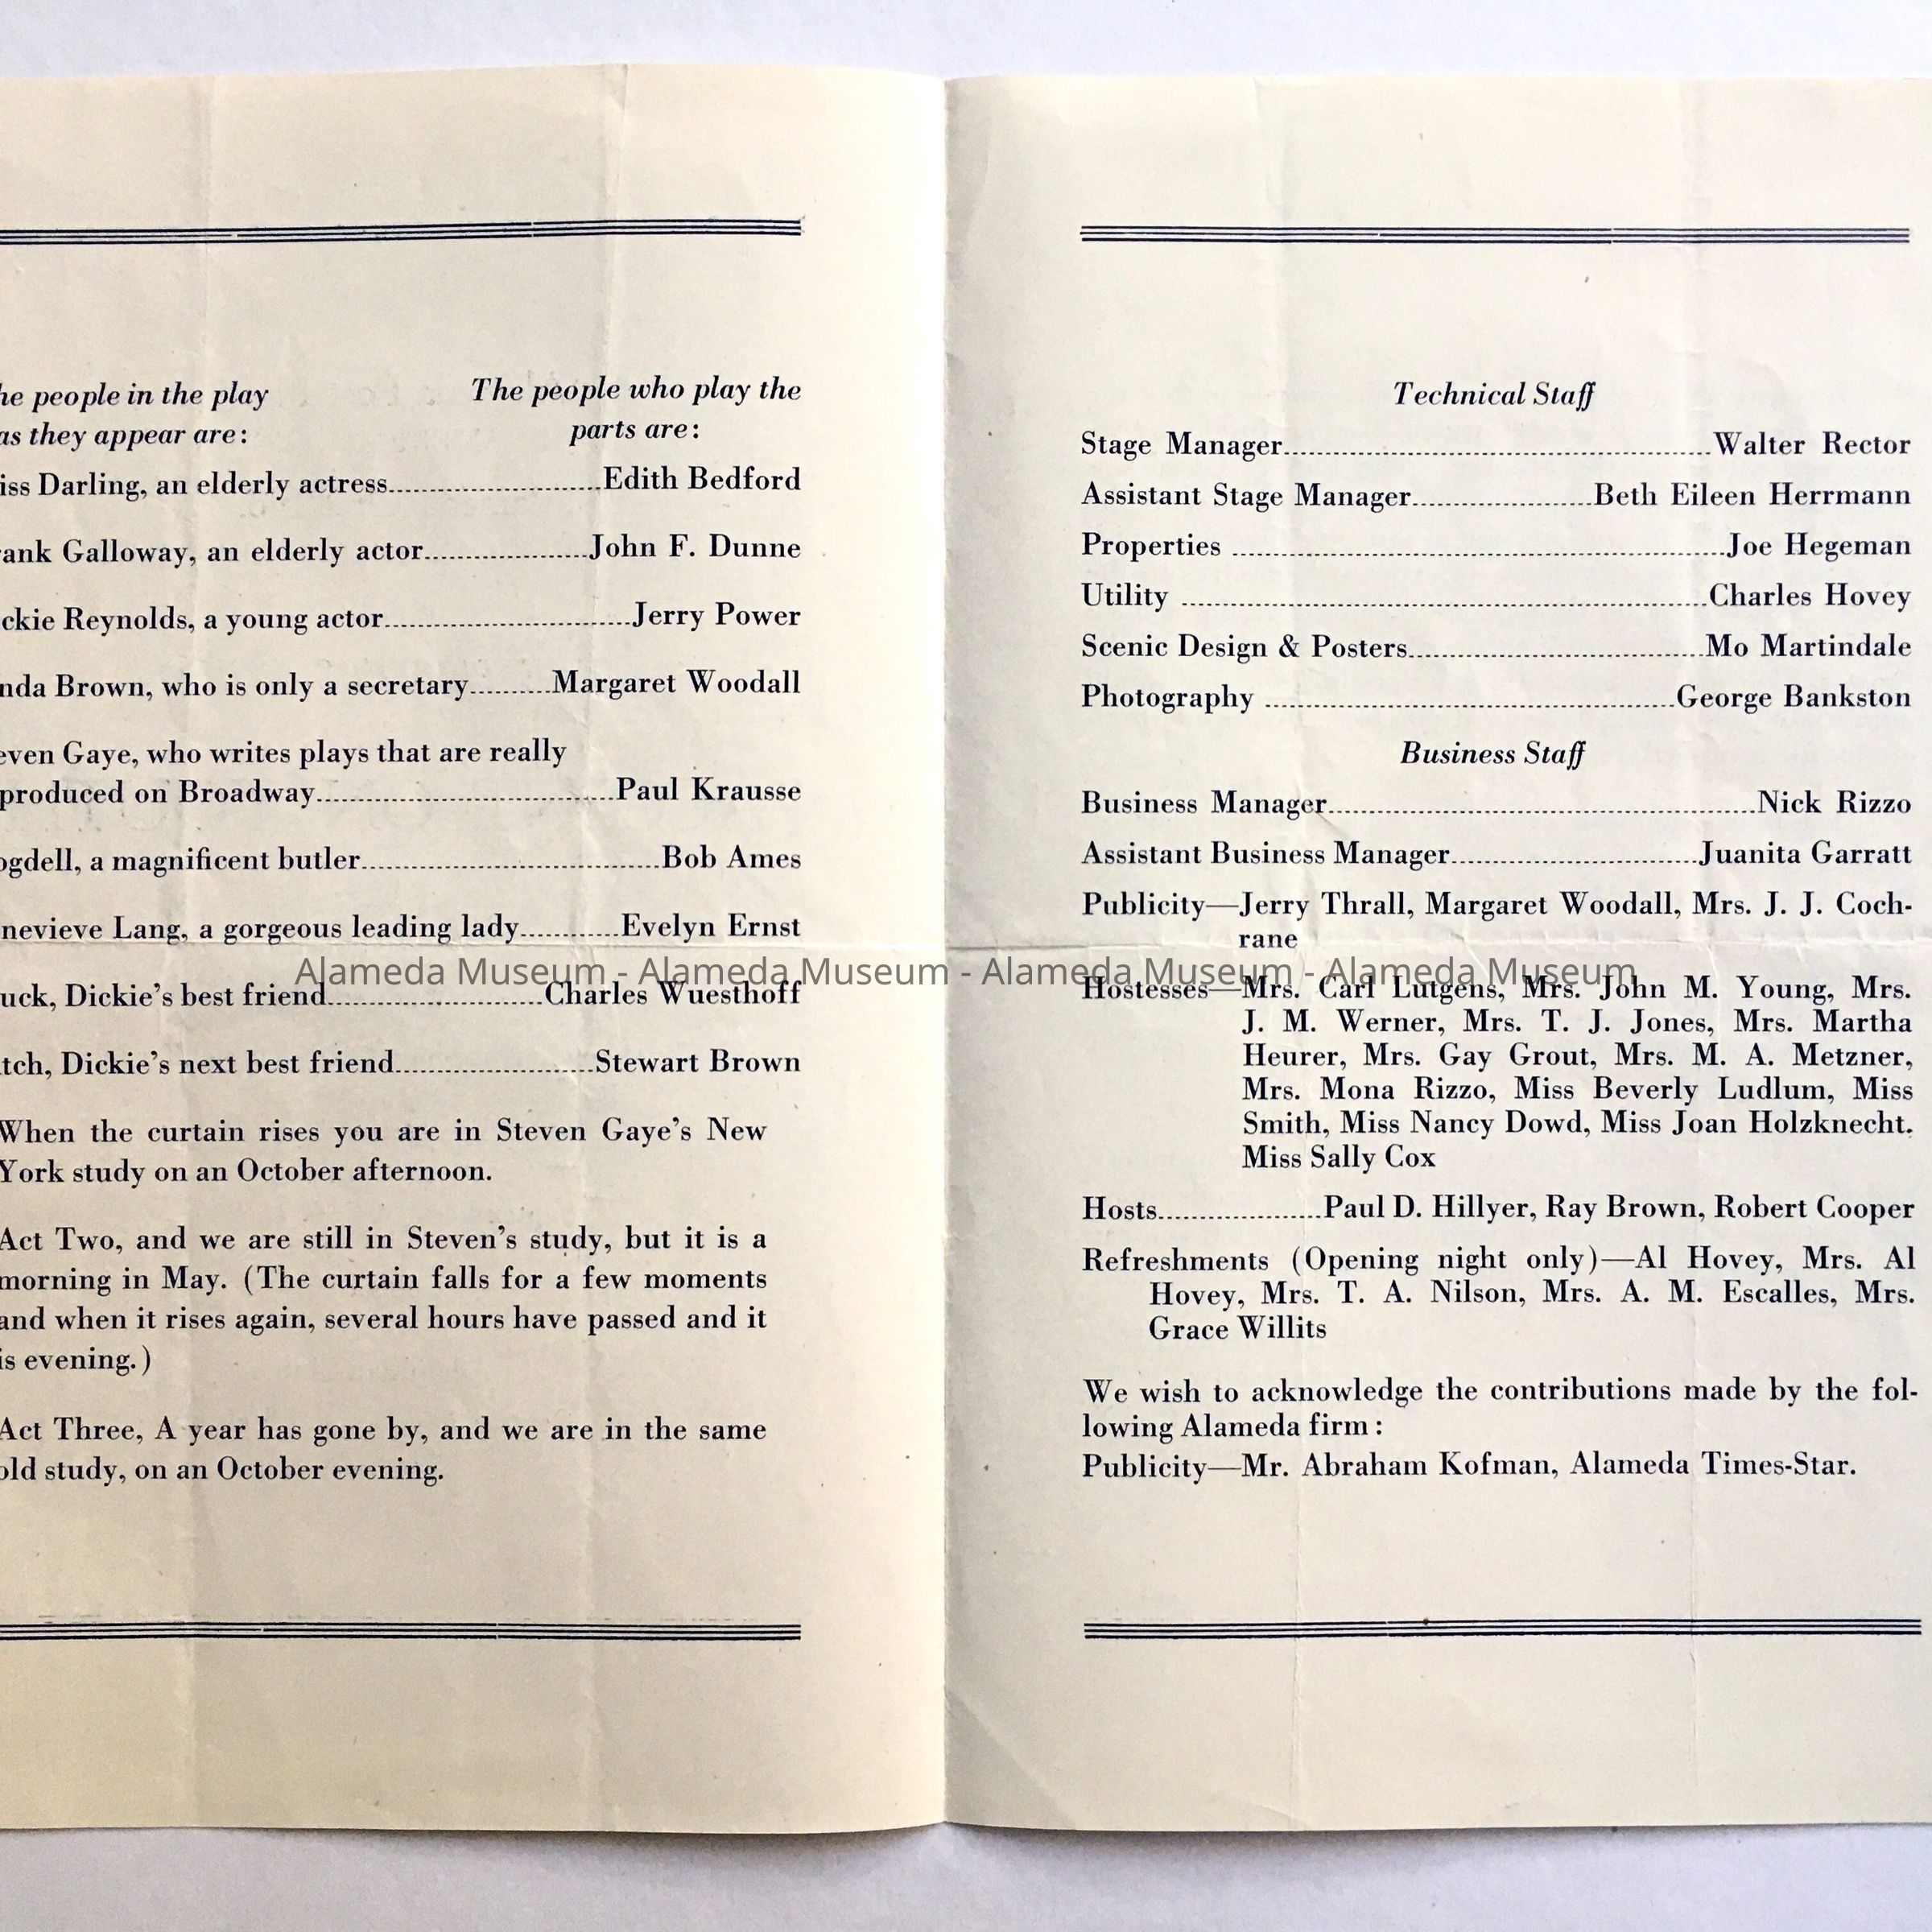 he people in the play
as they appear are:
The people who play the
parts are:
iss Darling, an elderly actress Edith Bedford
ank Galloway, an elderly actor John F. Dunne
ckie Reynolds, a young actor Jerry Power
nda Brown, who is only a secretary Margaret Woodall
even Gaye, who writes plays that are really
produced on Broadway Paul Krausse
ogdell, a magnificent butler Bob Ames
nevieve Lang, a gorgeous leading lady Evelyn Ernst
uck, Dickie's best friend Charles Wuesthoff
tch, Dickie's next best friend Stewart Brown
When the curtain rises you are in Steven Gaye's New
York study on an October afternoon.
Act Two, and we are still in Steven's study, but it is a
morning in May. (The curtain falls for a few moments
and when it rises again, several hours have passed and it
is evening.)
Act Three, A year has gone by, and we are in the same
old study, on an October evening.
Technical Staff
Stage Manager Walter Rector
Assistant Stage Manager Beth Eileen Herrmann
Properties Joe Hegeman
Utility Charles Hovey
Scenic Design & Posters Mo Martindale
Photography George Bankston
Business Staff
Business Manager Nick Rizzo
Assistant Business Manager Juanita Garratt
Publicity—Jerry Thrall, Margaret Woodall, Mrs. J. J. Coch-
rane
Hostesses—Mrs. Carl Lutgens, Mrs. John M. Young, Mrs.
J. M. Werner, Mrs. T. J. Jones, Mrs. Martha
Heurer, Mrs. Gay Grout, Mrs. M. A. Metzner,
Mrs. Mona Rizzo, Miss Beverly Ludlum, Miss
Smith, Miss Nancy Dowd, Miss Joan Holzknecht.
Miss Sally Cox
Hosts Paul D. Hillyer, Ray Brown, Robert Cooper
Refreshments (Opening night only)—Al Hovey, Mrs. Al
Hovey, Mrs. T. A. Nilson, Mrs. A. M. Escalles, Mrs.
Grace Willits
We wish to acknowledge the contributions made by the fol-
lowing Alameda firm:
Publicity—Mr. Abraham Kofman, Alameda Times-Star.
Alameda Museum - Alameda Museum - Alameda Museum - Alameda Museum